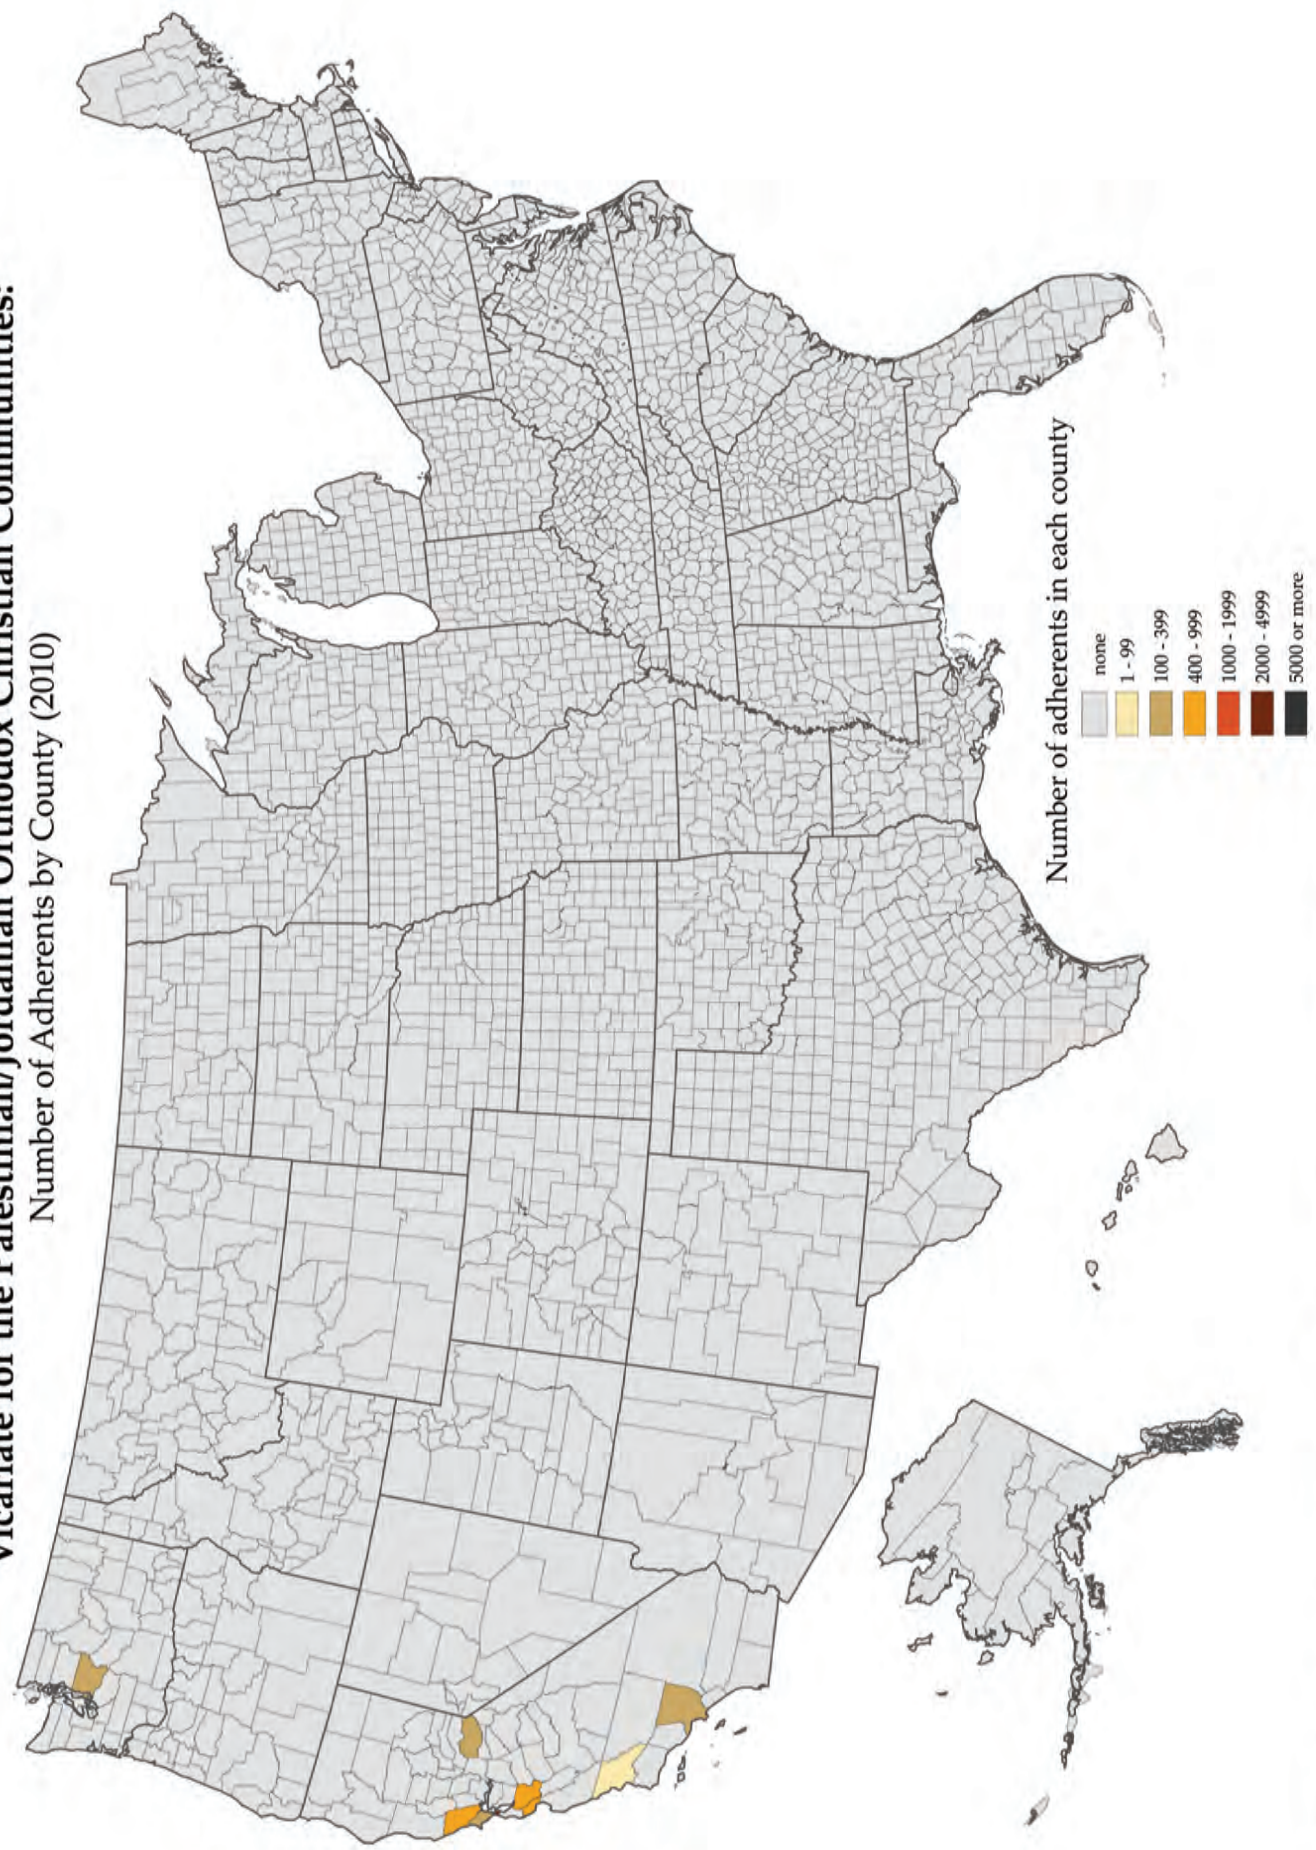 Vicariate for the Palestinian/Jordanian Orthodox Christian Communities:
Number of Adherents by County (2010)
Number of adherents in each county
none
1 - 99
100 - 399
400 - 999
1000 - 1999
2000 - 4999
5000 or more